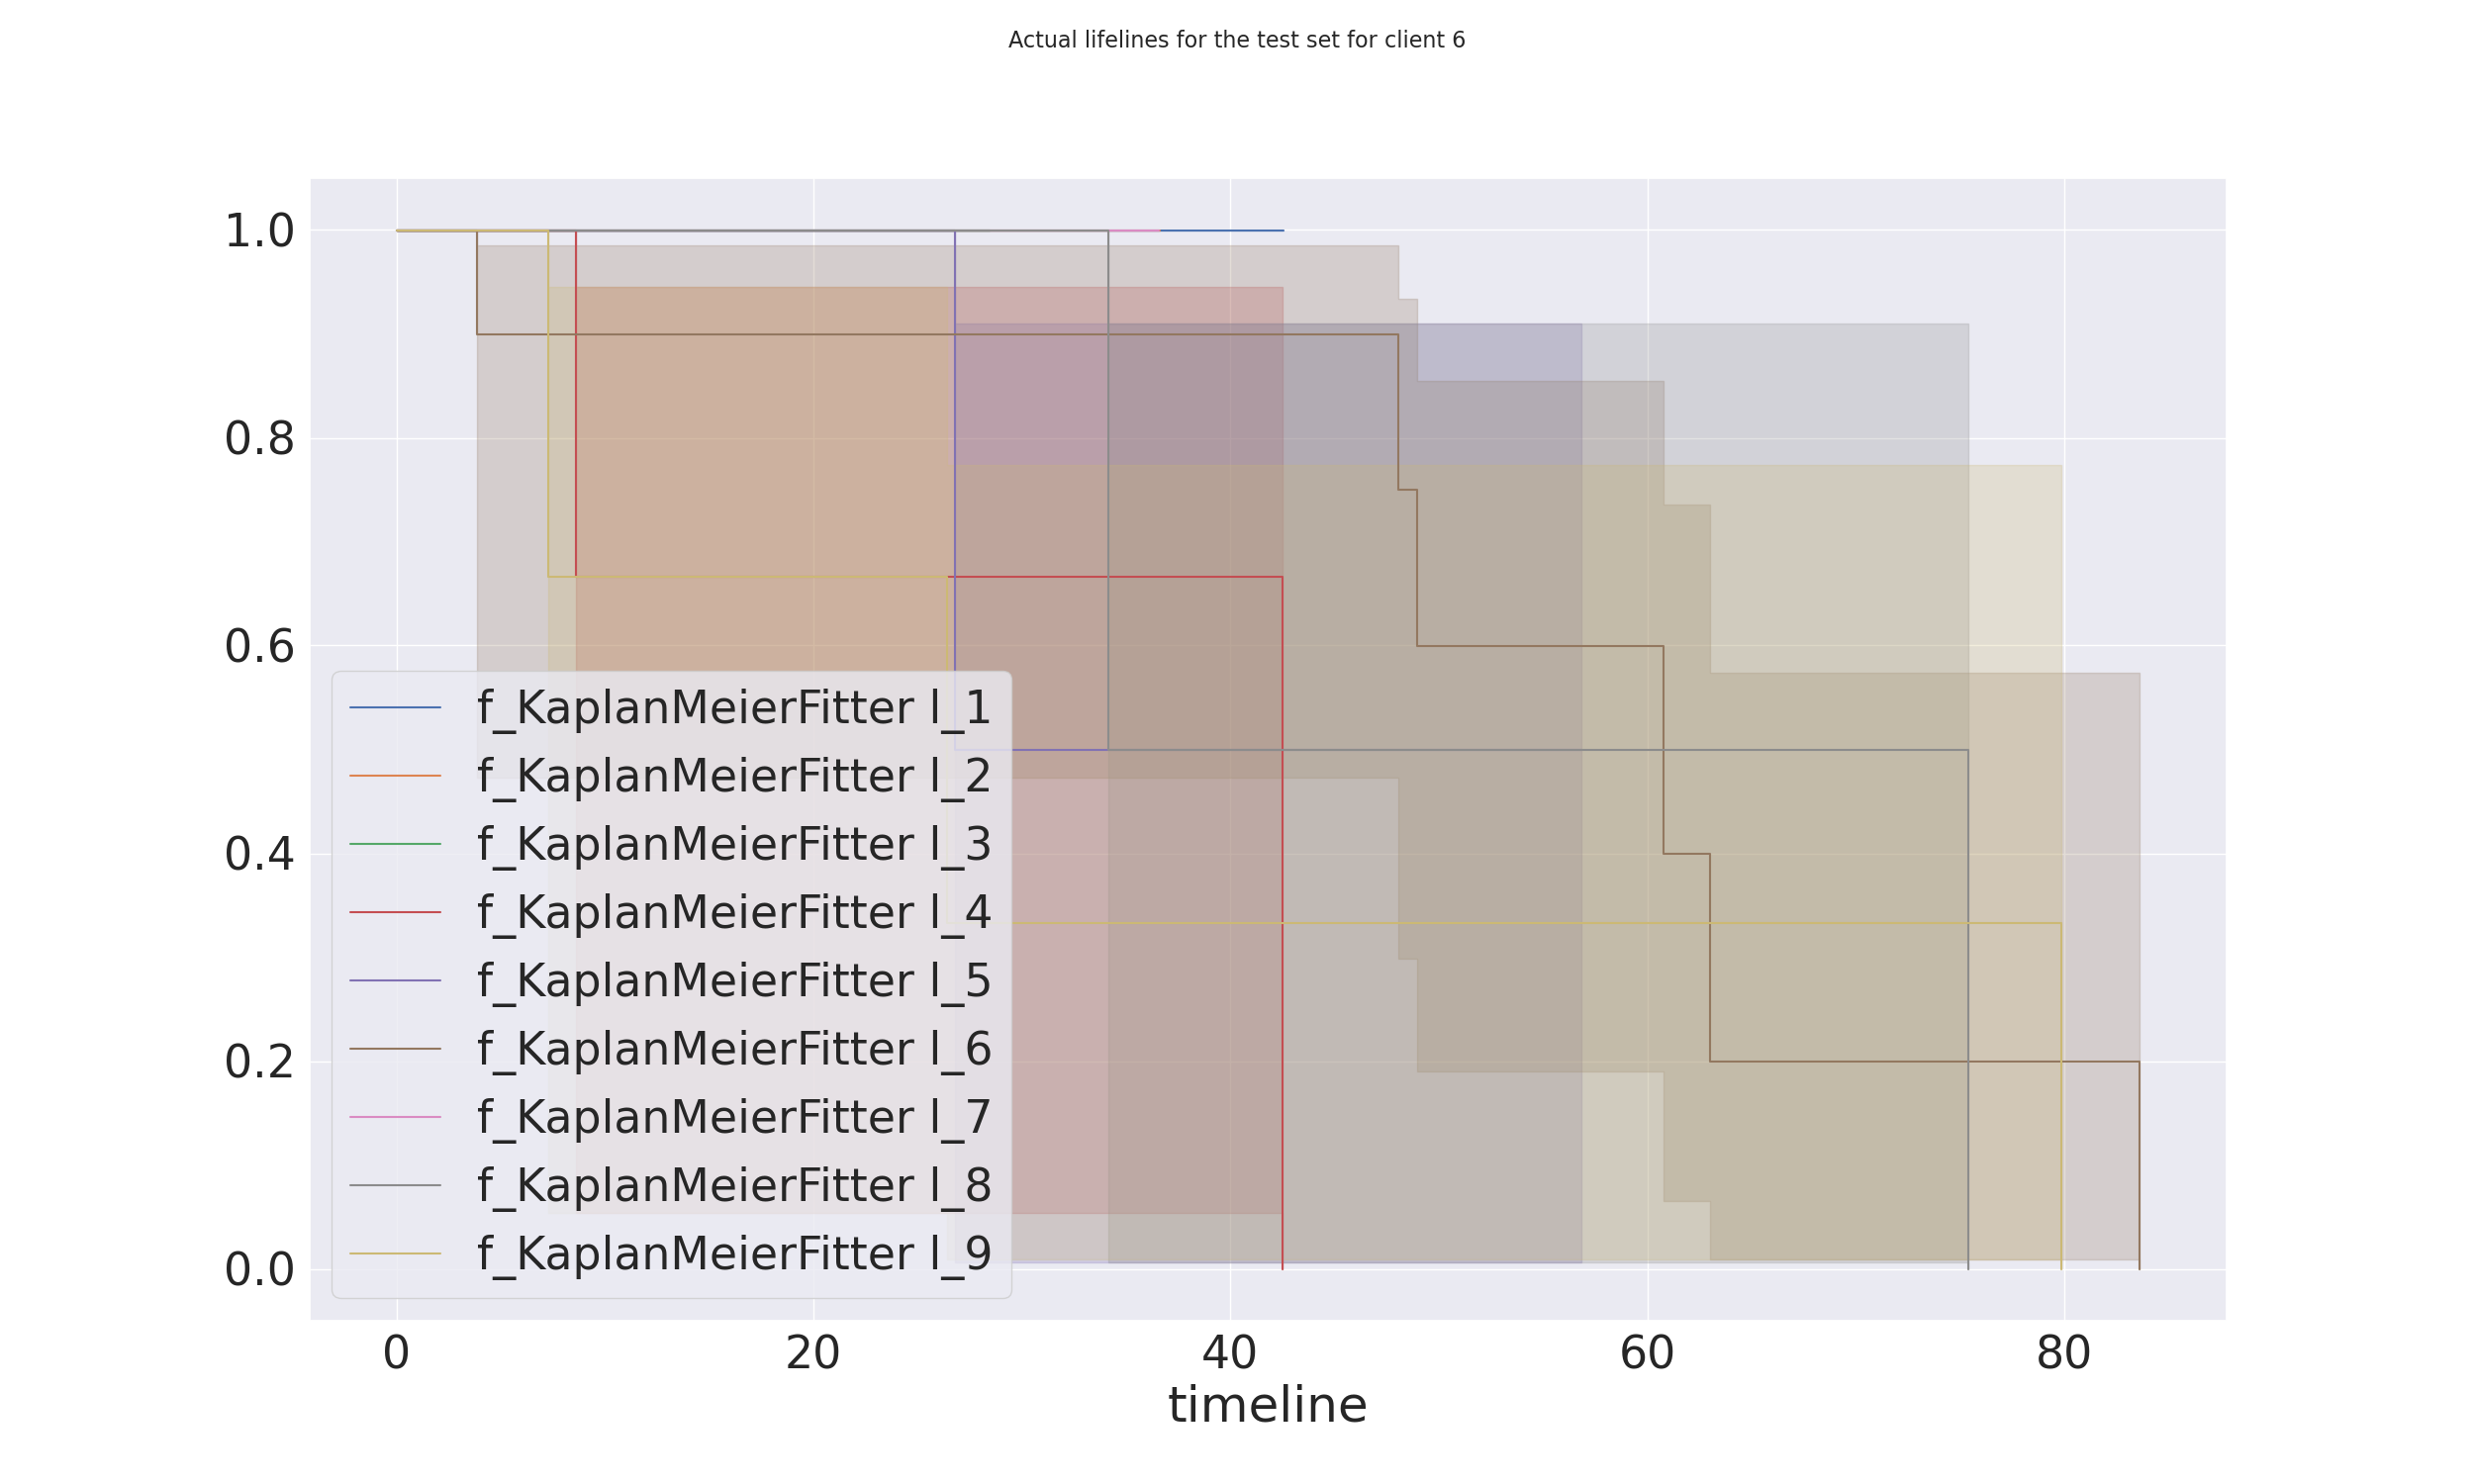 Actual lifelines for the test set for client 6
1.0
0.8
0.6
0.4
0.2
0.0
f_KaplanMeierFitter l_1
f_KaplanMeierFitter l_2
f_KaplanMeierFitter l_3
f_KaplanMeierFitter l_4
f_KaplanMeierFitter l_5
f_KaplanMeierFitter l_6
f_KaplanMeierFitter l_7
f_KaplanMeierFitter l_8
f_KaplanMeierFitter l_9
0 20 40 60 80
timeline